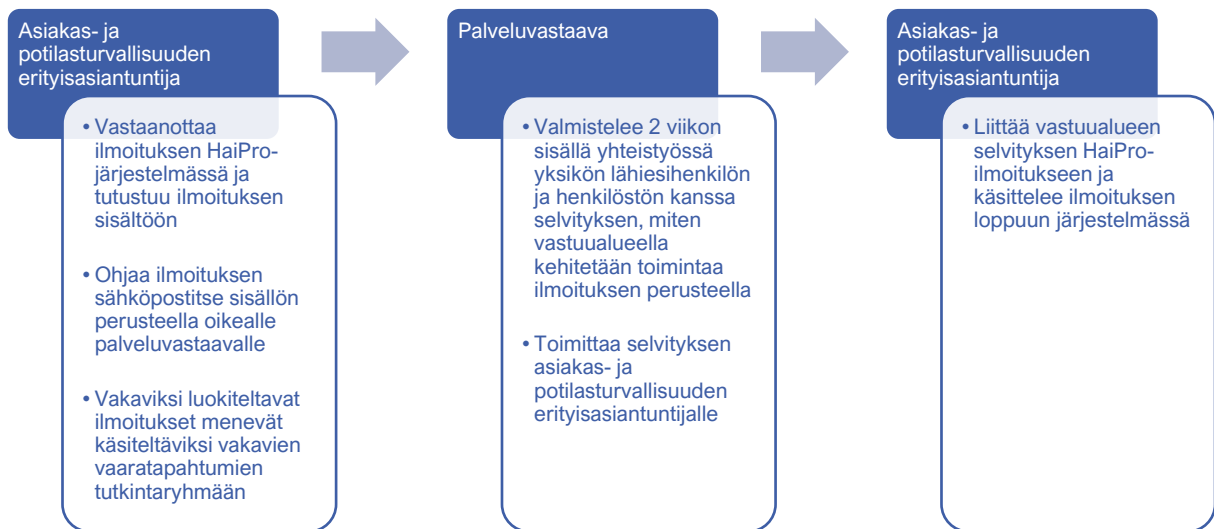 Asiakas- ja
potilasturvallisuuden
erityisasiantuntija
• Vastaanottaa
ilmoituksen HaiPro-
järjestelmässä ja
tutustuu ilmoituksen
sisältöön
• Ohjaa ilmoituksen
sähköpostitse sisällön
perusteella oikealle
palveluvastaavalle
• Vakaviksi luokiteltavat
ilmoitukset menevät
käsiteltäviksi vakavien
vaaratapahtumien
tutkintaryhmään
Palveluvastaava
• Valmistelee 2 viikon
sisällä yhteistyössä
yksikön lähiesihenkilön
ja henkilöstön kanssa
selvityksen, miten
vastuualueella
kehitetään toimintaa
ilmoituksen perusteella
• Toimittaa selvityksen
asiakas- ja
potilasturvallisuuden
erityisasiantuntijalle
Asiakas- ja
potilasturvallisuuden
erityisasiantuntija
• Liittää vastuualueen
selvityksen HaiPro-
ilmoitukseen ja
käsittelee ilmoituksen
loppuun järjestelmässä